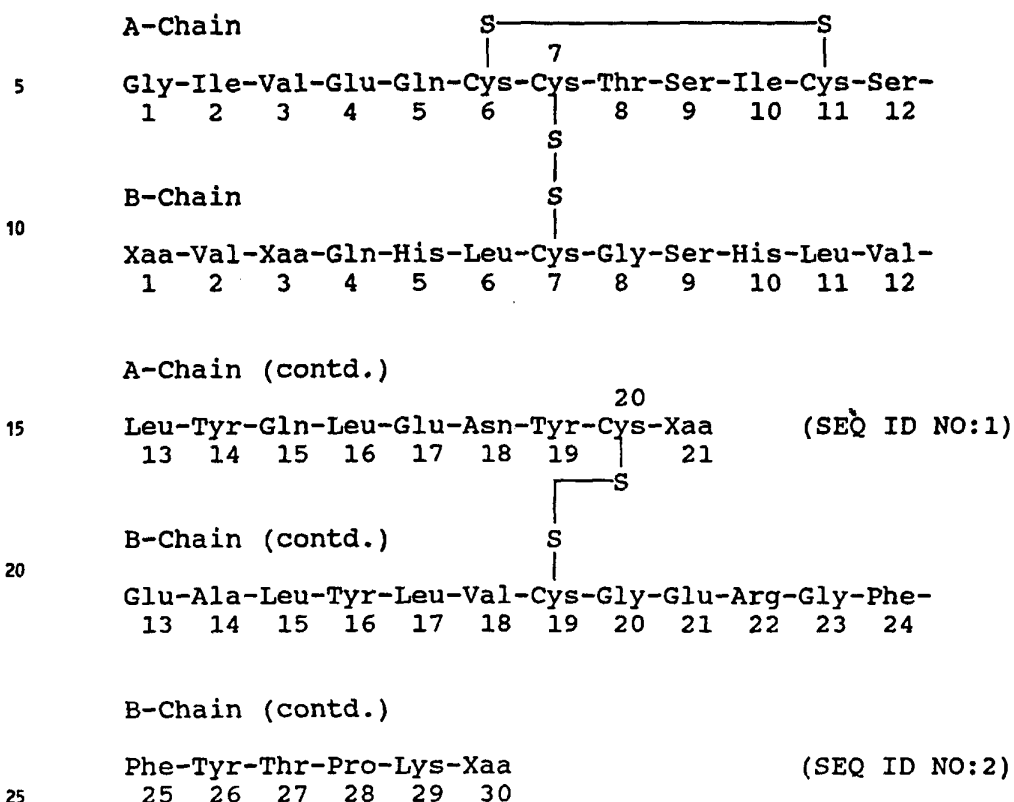 A-Chain
S S
7
5 Gly-Ile-Val-Glu-Gln-Cys-Cys-Thr-Ser-Ile-Cys-Ser-
1 2 3 4 5 6 8 9 10 11 12
S
B-Chain S
10
Xaa-Val-Xaa-Gln-His-Leu-Cys-Gly-Ser-His-Leu-Val-
1 2 3 4 5 6 7 8 9 10 11 12
A-Chain (contd.)
20
15 Leu-Tyr-Gln-Leu-Glu-Asn-Tyr-Cys-Xaa (SEQ ID NO:1)
13 14 15 16 17 18 19 21
S
B-Chain (contd.) S
20
Glu-Ala-Leu-Tyr-Leu-Val-Cys-Gly-Glu-Arg-Gly-Phe-
13 14 15 16 17 18 19 20 21 22 23 24
B-Chain (contd.)
Phe-Tyr-Thr-Pro-Lys-Xaa (SEQ ID NO:2)
25 25 26 27 28 29 30